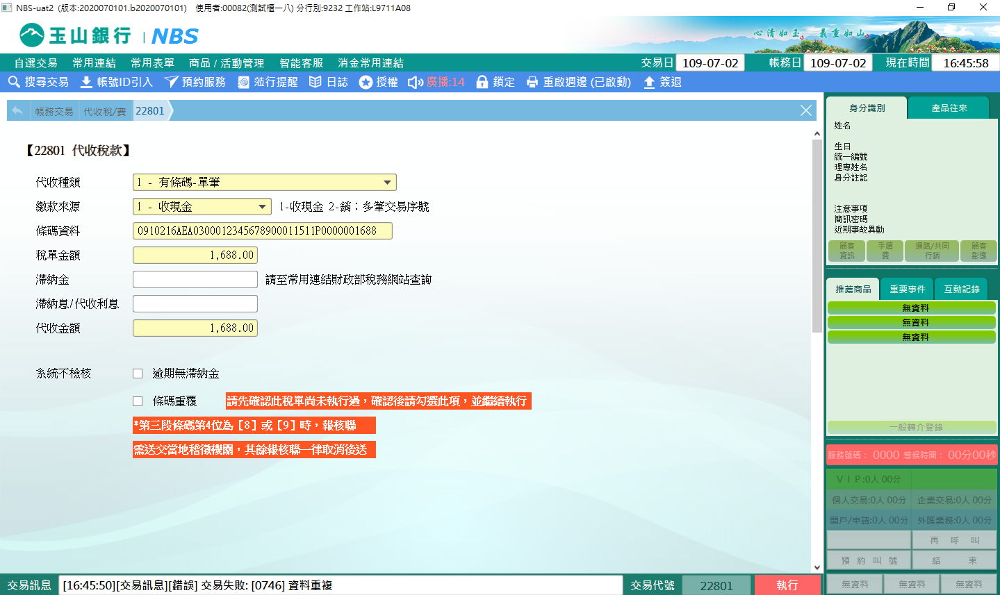 NBS-uat2 (版本:2020070101.b2020070101) 使用者:00082(測試櫃一八) 分行別:9232 工作站:L9711A08
玉山銀行 | NBS
心清如玉 義重如山
自選交易 常用連結 常用表單 商品 / 活動管理 智能客服 消金常用連結 交易日 109-07-02 帳務日 109-07-02 現在時間 16:45:58
搜尋交易 帳號ID引入 預約服務 蒞行提醒 日誌 授權 廣播:14 鎖定 重啟週邊 (已啟動) 簽退
帳務交易 代收稅/費 22801
【22801 代收稅款】
代收種類 1 - 有條碼-單筆
繳款來源 1 - 收現金 1-收現金 2-銷：多筆交易序號
條碼資料 0910216AEA0300012345678900011511P0000001688
稅單金額 1,688.00
滯納金 請至常用連結財政部稅務網站查詢
滯納息/代收利息
代收金額 1,688.00
系統不檢核 逾期無滯納金
條碼重覆 請先確認此稅單尚未執行過，確認後請勾選此項，並繼續執行
*第三段條碼第4位為［8］或［9］時，報核聯
需送交當地稽徵機關，其餘報核聯一律取消後送
身分識別 產品往來
姓名
生日
統一編號
理專姓名
身分註記
注意事項
簡訊密碼
近期事故異動
顧客資訊 手續費 通路/共同行銷 顧客影像
推薦商品 重要事件 互動記錄
無資料
無資料
無資料
一般轉介登錄
服務號碼： 0000 等候時間： 00分00秒
ＶＩＰ:0人 00分
個人交易:0人 00分 企業交易:0人 00分
開戶/申請:0人 00分 外匯業務:0人 00分
再 呼 叫
預 約 叫 號 結 束
無資料 無資料 無資料
交易訊息 [16:45:50][交易訊息][錯誤] 交易失敗: [0746] 資料重複 交易代號 22801 執行